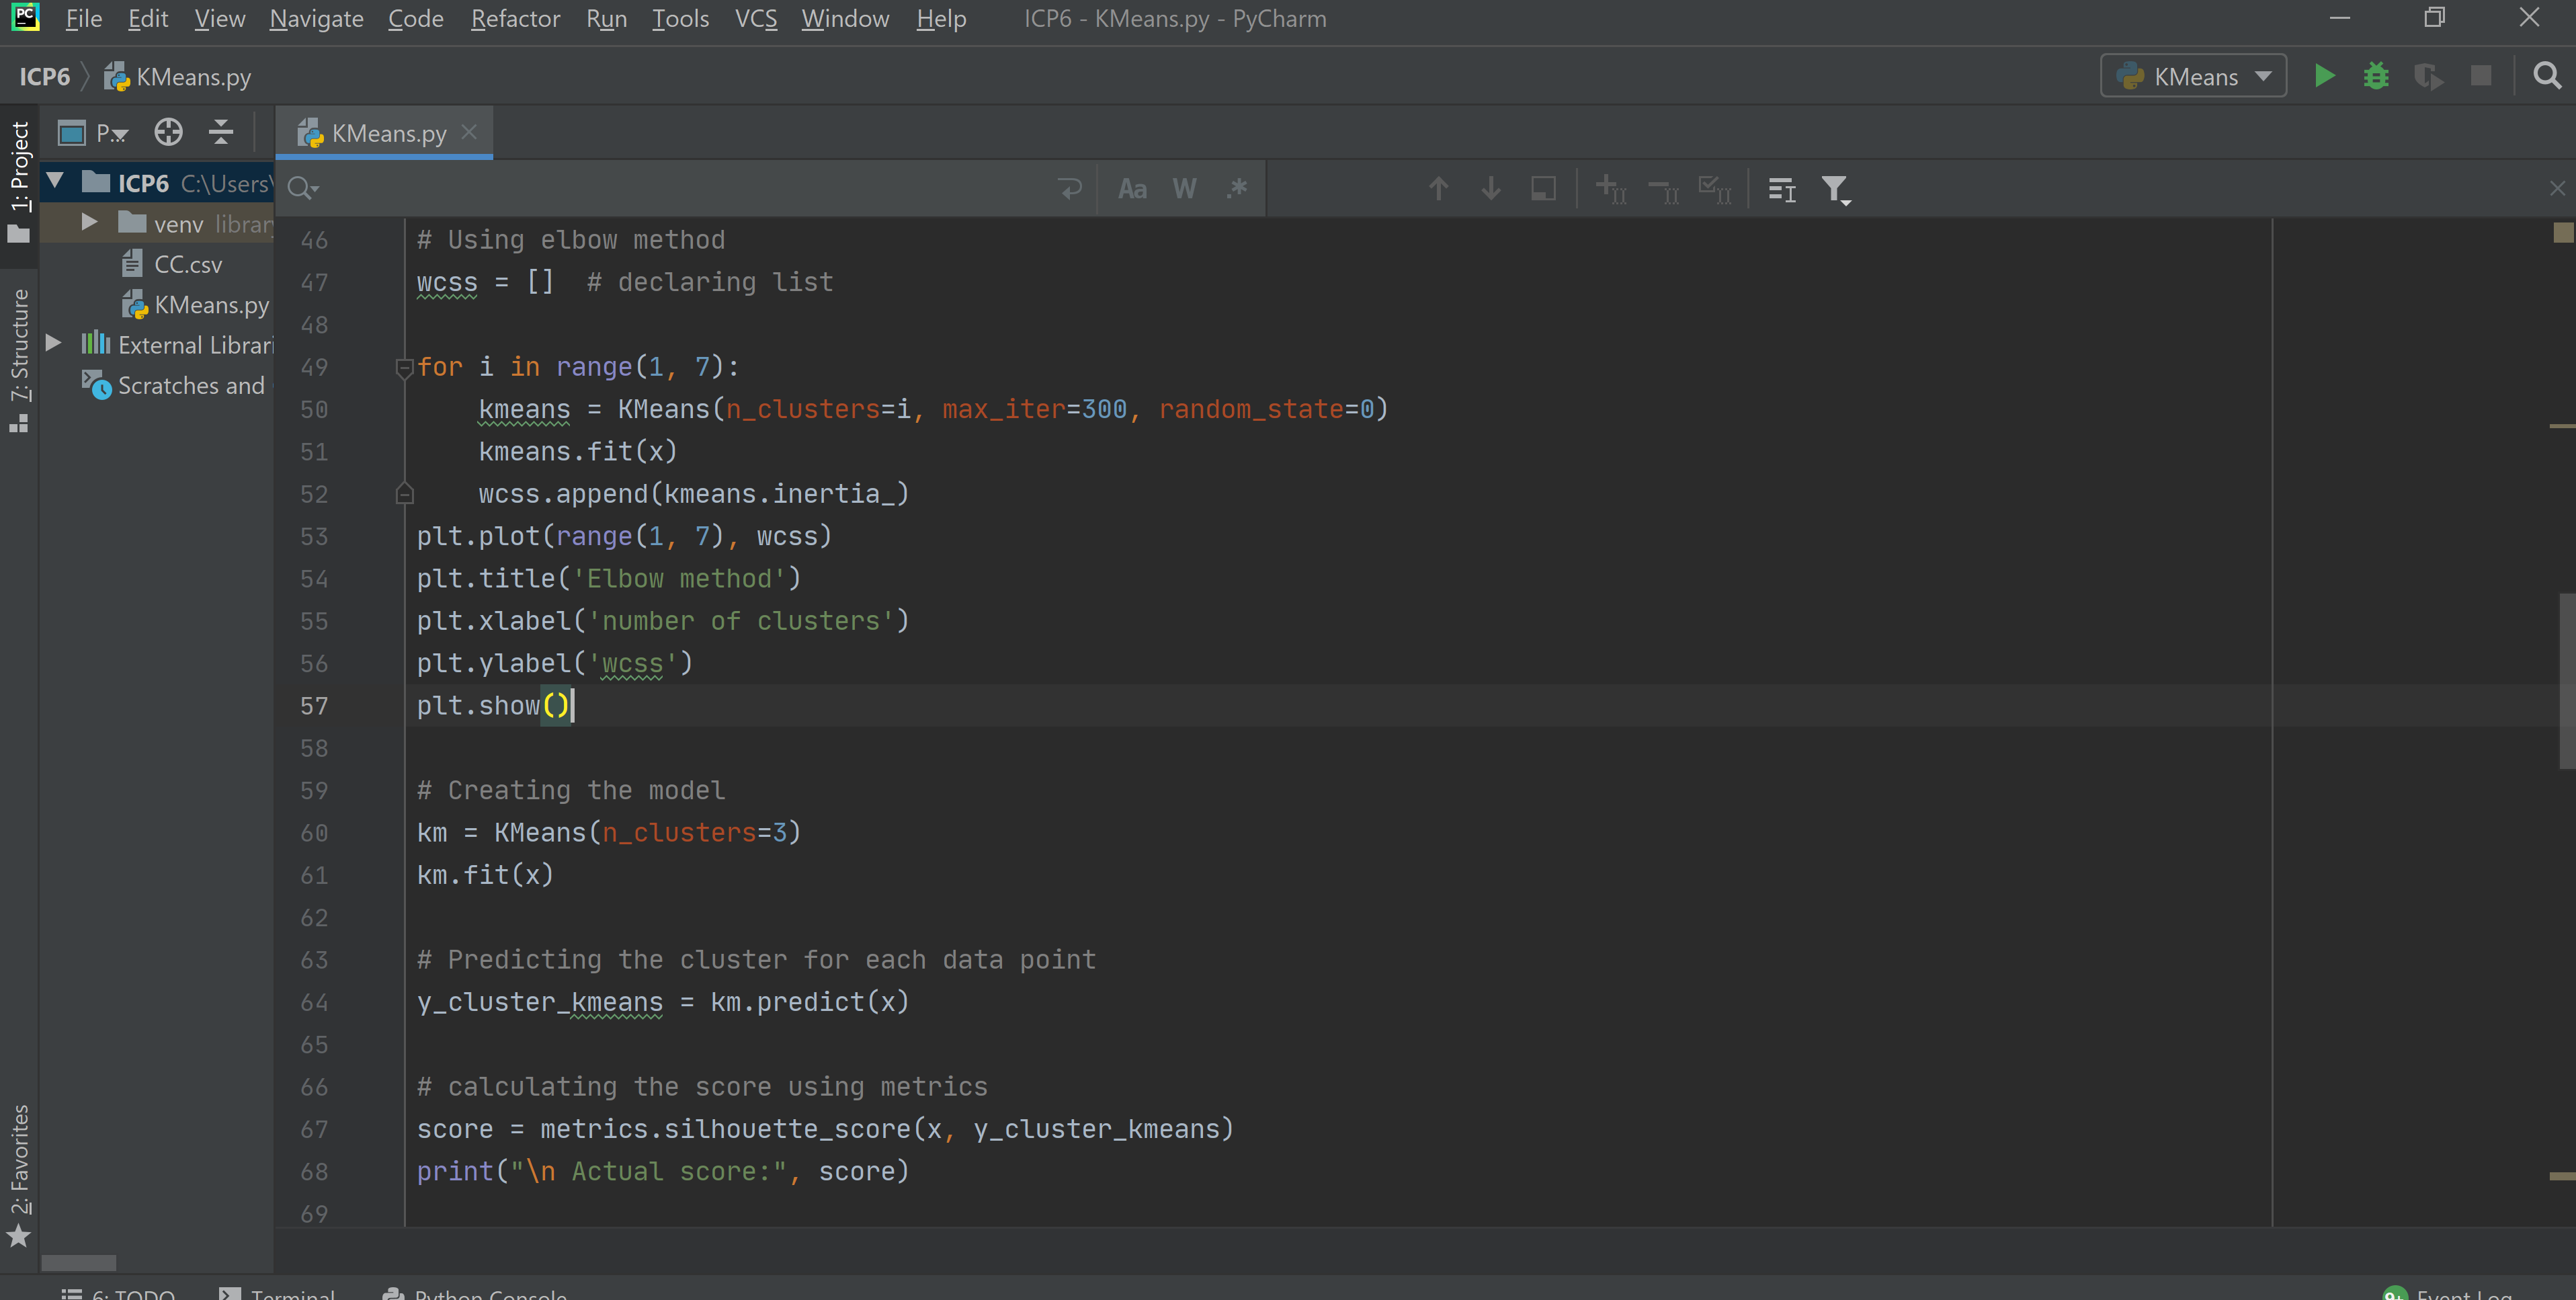 PC File Edit View Navigate Code Refactor Run Tools VCS Window Help ICP6 - KMeans.py - PyCharm
ICP6 KMeans.py KMeans
1: Project
P... KMeans.py
ICP6 C:\Users\
Aa W .*
venv library
CC.csv
KMeans.py
External Librari
Scratches and
7: Structure
2: Favorites
46 # Using elbow method
47 wcss = []  # declaring list
48
49 for i in range(1, 7):
50     kmeans = KMeans(n_clusters=i, max_iter=300, random_state=0)
51     kmeans.fit(x)
52     wcss.append(kmeans.inertia_)
53 plt.plot(range(1, 7), wcss)
54 plt.title('Elbow method')
55 plt.xlabel('number of clusters')
56 plt.ylabel('wcss')
57 plt.show()
58
59 # Creating the model
60 km = KMeans(n_clusters=3)
61 km.fit(x)
62
63 # Predicting the cluster for each data point
64 y_cluster_kmeans = km.predict(x)
65
66 # calculating the score using metrics
67 score = metrics.silhouette_score(x, y_cluster_kmeans)
68 print("\n Actual score:", score)
69
6: TODO Terminal Python Console 9+ Event Log